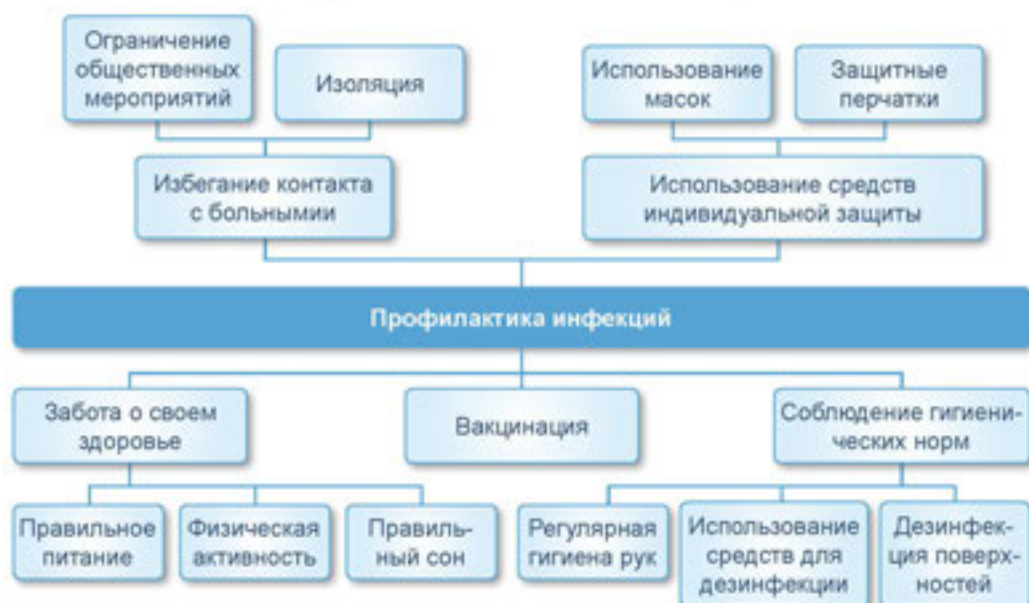 Ограничение
общественных
мероприятий
Изоляция
Использование
масок
Защитные
перчатки
Избегание контакта
с больнымии
Использование средств
индивидуальной защиты
Профилактика инфекций
Забота о своем
здоровье
Вакцинация
Соблюдение гигиени-
ческих норм
Правильное
питание
Физическая
активность
Правиль-
ный сон
Регулярная
гигиена рук
Использование
средств для
дезинфекции
Дезинфек-
ция поверх-
ностей